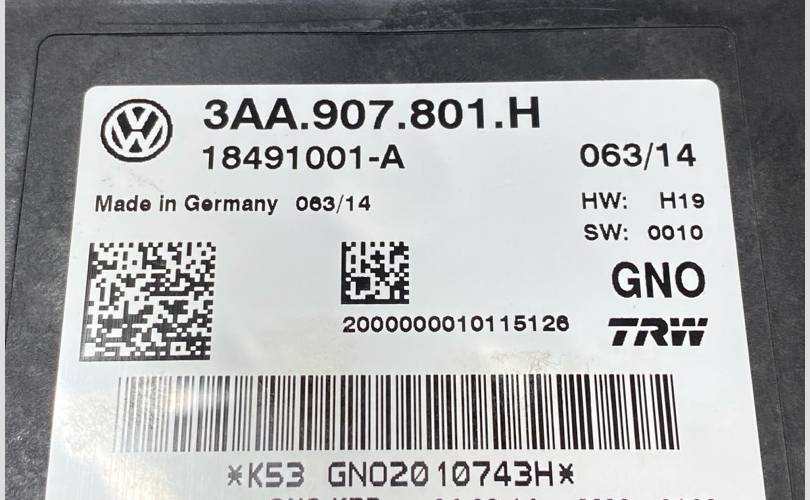 3AA.907.801.H
18491001-A 063/14
Made in Germany 063/14 HW: H19
SW: 0010
GNO
2000000010115126 TRW
*K53 GNO2010743H*